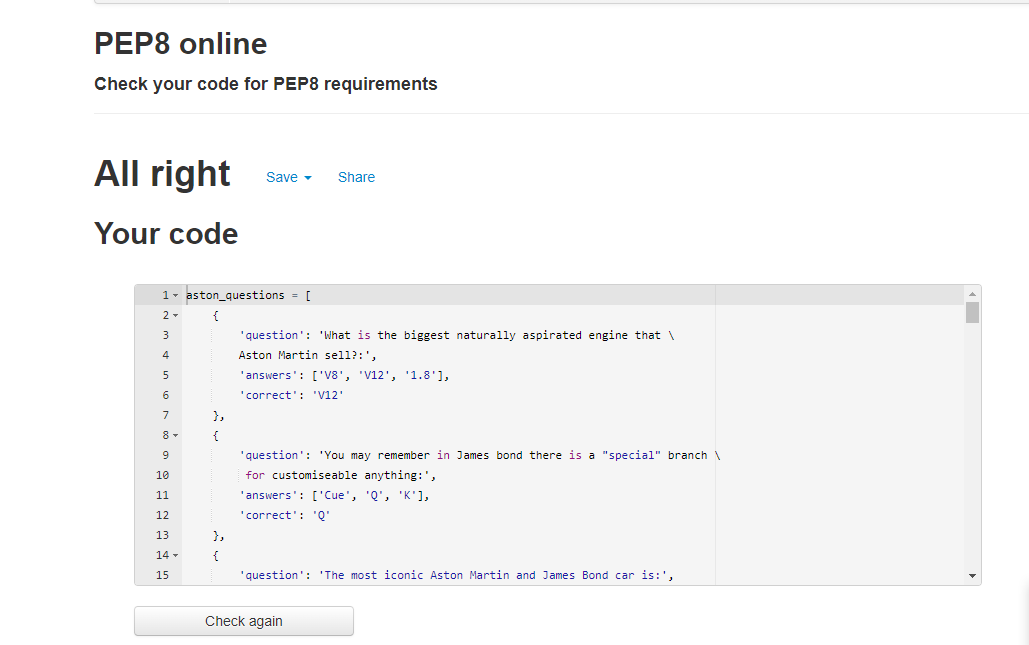 PEP8 online
Check your code for PEP8 requirements
All right Save Share
Your code
1 aston_questions = [
2 {
3 'question': 'What is the biggest naturally aspirated engine that \
4 Aston Martin sell?:',
5 'answers': ['V8', 'V12', '1.8'],
6 'correct': 'V12'
7 },
8 {
9 'question': 'You may remember in James bond there is a "special" branch \
10 for customiseable anything:',
11 'answers': ['Cue', 'Q', 'K'],
12 'correct': 'Q'
13 },
14 {
15 'question': 'The most iconic Aston Martin and James Bond car is:',
Check again